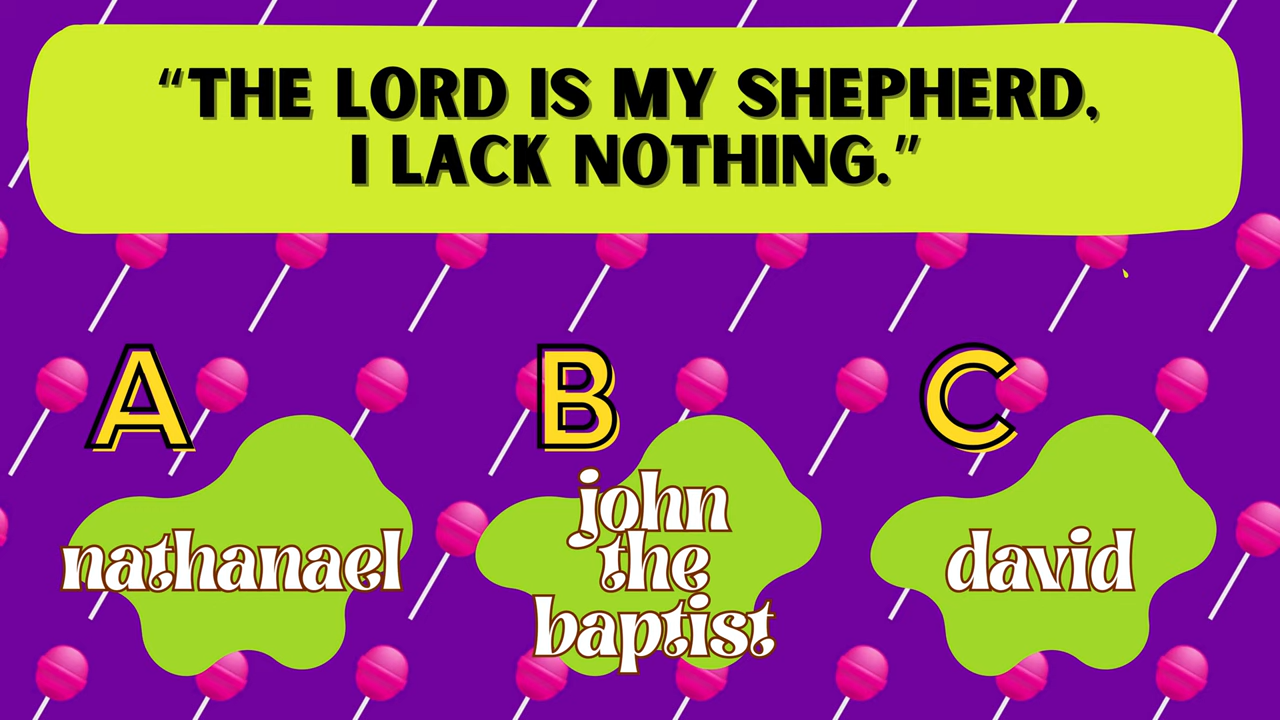 “THE LORD IS MY SHEPHERD,
I LACK NOTHING.”
A
nathanael
B
john
the
baptist
C
david